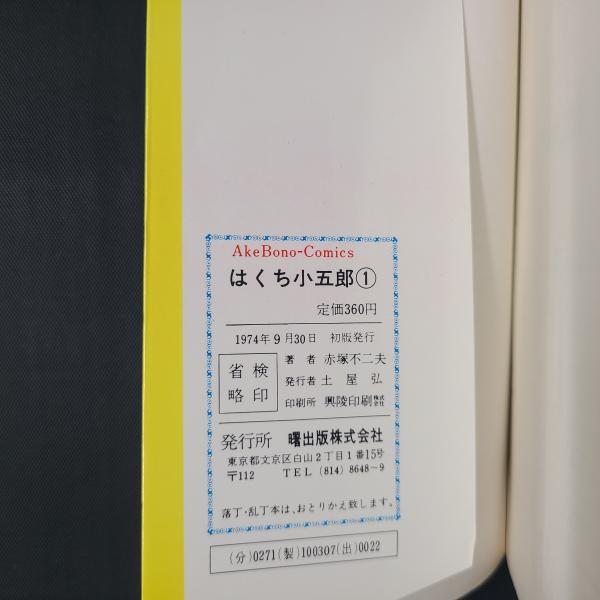 AkeBono-Comics
はくち小五郎①
定価360円
1974年9月30日 初版発行
検印省略
著者 赤塚不二夫
発行者 土屋弘
印刷所 興陵印刷株式会社
発行所 曙出版株式会社
東京都文京区白山2丁目1番15号
〒112 TEL (814) 8648〜9
落丁・乱丁本は、おとりかえ致します。
(分)0271(製)100307(出)0022